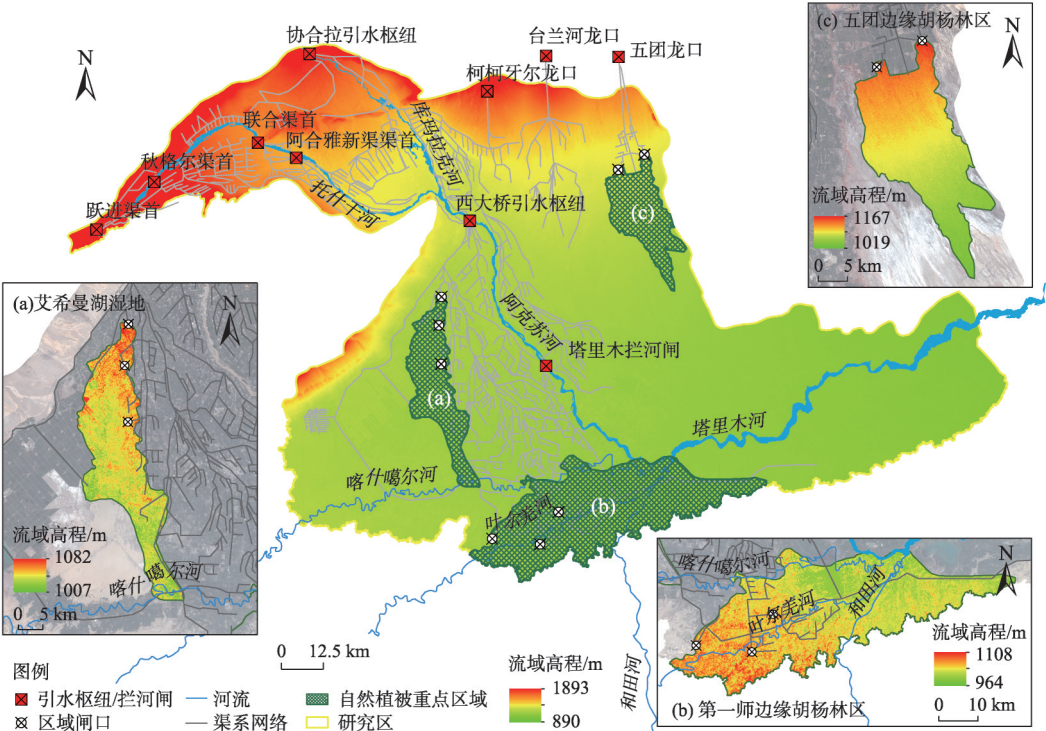 N
协合拉引水枢纽
台兰河龙口
五团龙口
柯柯牙尔龙口
联合渠首
阿合雅新渠渠首
秋格尔渠首
跃进渠首
库玛拉克河
托什干河
西大桥引水枢纽
阿克苏河
塔里木拦河闸
塔里木河
喀什噶尔河
叶尔羌河
和田河
(a)
(b)
(c)
(c) 五团边缘胡杨林区
N
流域高程/m
1167
1019
0 5 km
(a)艾希曼湖湿地
N
流域高程/m
1082
1007
喀什噶尔河
0 5 km
喀什噶尔河
叶尔羌河
和田河
N
流域高程/m
1108
964
0 10 km
(b) 第一师边缘胡杨林区
0 12.5 km
图例
引水枢纽/拦河闸
河流
自然植被重点区域
区域闸口
渠系网络
研究区
流域高程/m
1893
890